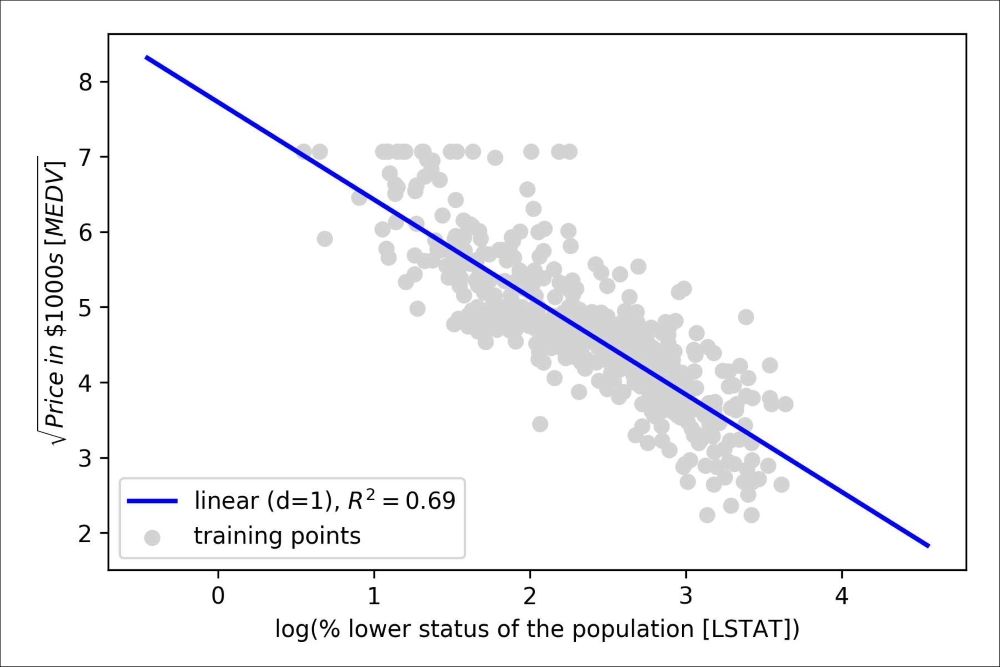 8
7
6
5
4
3
2
√Price in $1000s [MEDV]
linear (d=1), R² = 0.69
training points
0 1 2 3 4
log(% lower status of the population [LSTAT])